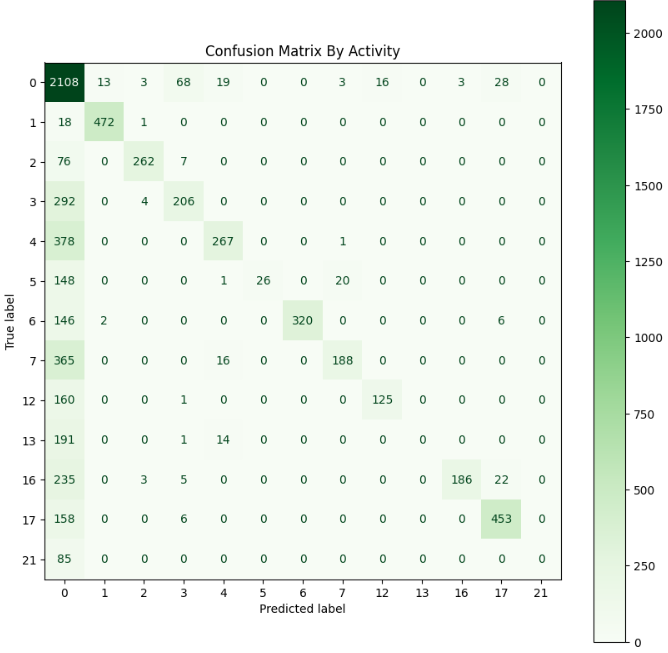 Confusion Matrix By Activity
True label
0 2108 13 3 68 19 0 0 3 16 0 3 28 0
1 18 472 1 0 0 0 0 0 0 0 0 0 0
2 76 0 262 7 0 0 0 0 0 0 0 0 0
3 292 0 4 206 0 0 0 0 0 0 0 0 0
4 378 0 0 0 267 0 0 1 0 0 0 0 0
5 148 0 0 0 1 26 0 20 0 0 0 0 0
6 146 2 0 0 0 0 320 0 0 0 0 6 0
7 365 0 0 0 16 0 0 188 0 0 0 0 0
12 160 0 0 1 0 0 0 0 125 0 0 0 0
13 191 0 0 1 14 0 0 0 0 0 0 0 0
16 235 0 3 5 0 0 0 0 0 0 186 22 0
17 158 0 0 6 0 0 0 0 0 0 0 453 0
21 85 0 0 0 0 0 0 0 0 0 0 0 0
0 1 2 3 4 5 6 7 12 13 16 17 21
Predicted label
2000
1750
1500
1250
1000
750
500
250
0